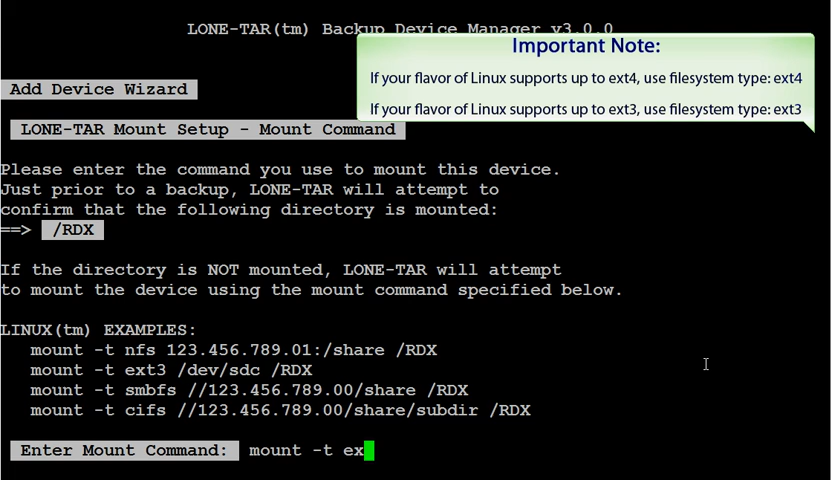 LONE-TAR(tm) Backup Device Manager v3.0.0
Important Note:
If your flavor of Linux supports up to ext4, use filesystem type: ext4
If your flavor of Linux supports up to ext3, use filesystem type: ext3
Add Device Wizard
LONE-TAR Mount Setup - Mount Command
Please enter the command you use to mount this device.
Just prior to a backup, LONE-TAR will attempt to
confirm that the following directory is mounted:
==> /RDX
If the directory is NOT mounted, LONE-TAR will attempt
to mount the device using the mount command specified below.
LINUX(tm) EXAMPLES:
mount -t nfs 123.456.789.01:/share /RDX
mount -t ext3 /dev/sdc /RDX
mount -t smbfs //123.456.789.00/share /RDX
mount -t cifs //123.456.789.00/share/subdir /RDX
Enter Mount Command: mount -t ex